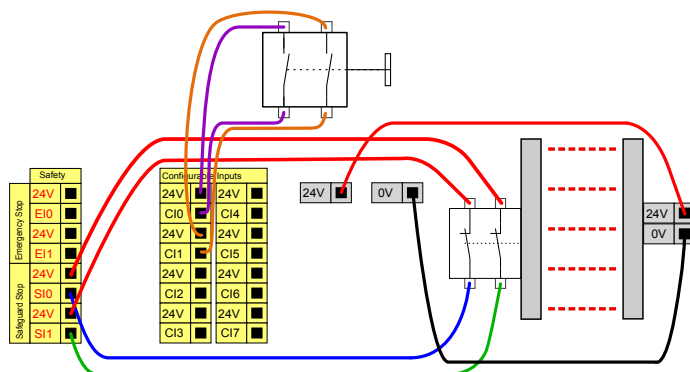 Safety
Emergency Stop
24V
EI0
24V
EI1
Safeguard Stop
24V
SI0
24V
SI1
Configurable Inputs
24V 24V
CI0 CI4
24V 24V
CI1 CI5
24V 24V
CI2 CI6
24V 24V
CI3 CI7
24V 0V
24V
0V